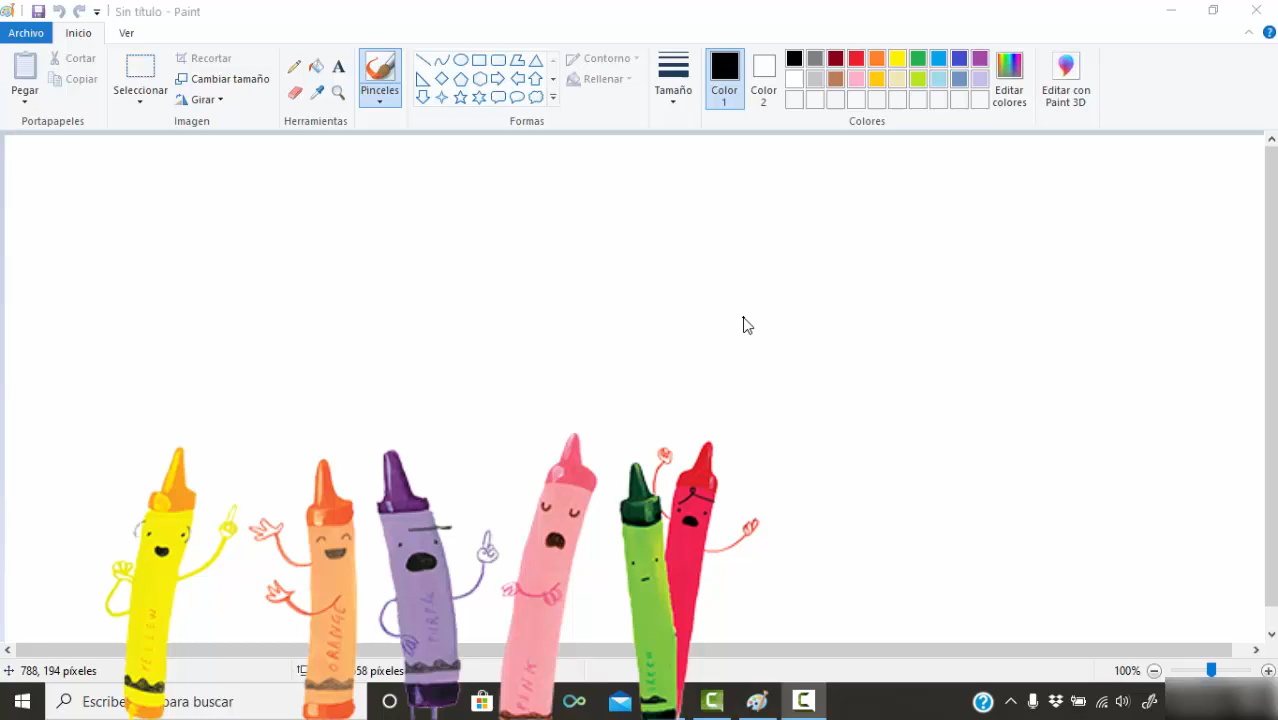 Sin título - Paint
Archivo
Inicio
Ver
Pegar
Cortar
Copiar
Portapapeles
Seleccionar
Recortar
Cambiar tamaño
Girar
Imagen
A
Herramientas
Pinceles
Contorno
Rellenar
Formas
Tamaño
Color
1
Color
2
Editar
colores
Colores
Editar con
Paint 3D
YELLOW
ORANGE
PURPL
PINK
GREEN
788, 194 píxeles
58 píxeles
100%
Escribe
para buscar